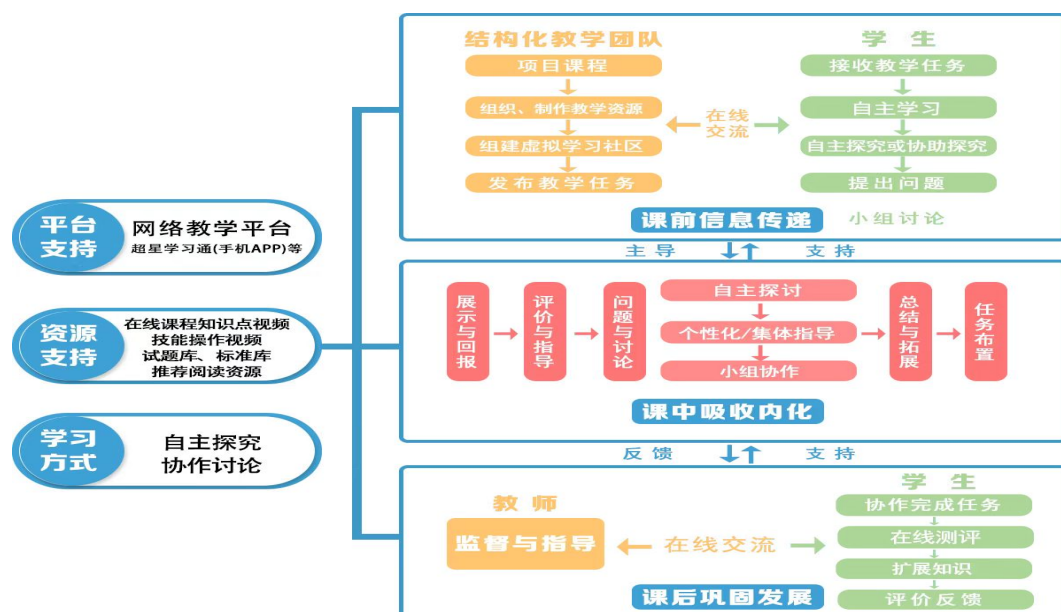 平台
支持
网络教学平台
超星学习通(手机APP)等
资源
支持
在线课程知识点视频
技能操作视频
试题库、标准库
推荐阅读资源
学习
方式
自主探究
协作讨论
结构化教学团队
项目课程
组织、制作教学资源
组建虚拟学习社区
发布教学任务
在线
交流
学生
接收教学任务
自主学习
自主探究或协助探究
提出问题
课前信息传递
小组讨论
主导
支持
展示与回报
评价与指导
问题与讨论
自主探讨
个性化/集体指导
小组协作
总结与拓展
任务布置
课中吸收内化
反馈
支持
教师
监督与指导
在线交流
学生
协作完成任务
在线测评
扩展知识
评价反馈
课后巩固发展